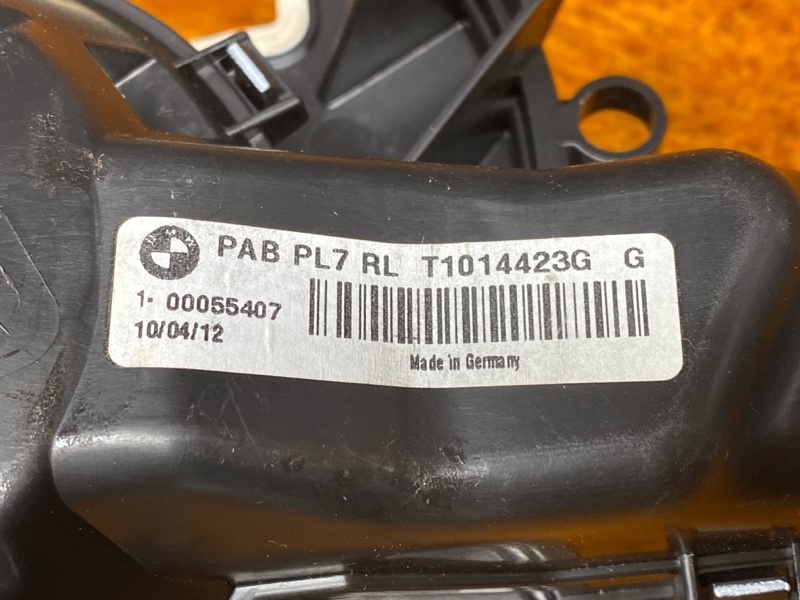 PAB PL7 RL T1014423G G
1- 00055407
10/04/12
Made in Germany